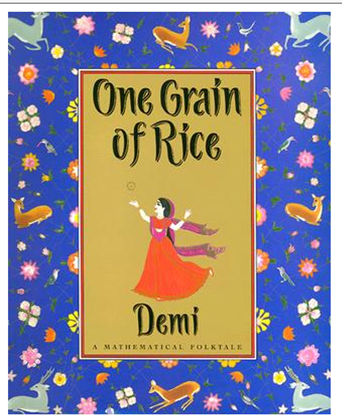 One Grain
of Rice
Demi
A MATHEMATICAL FOLKTALE